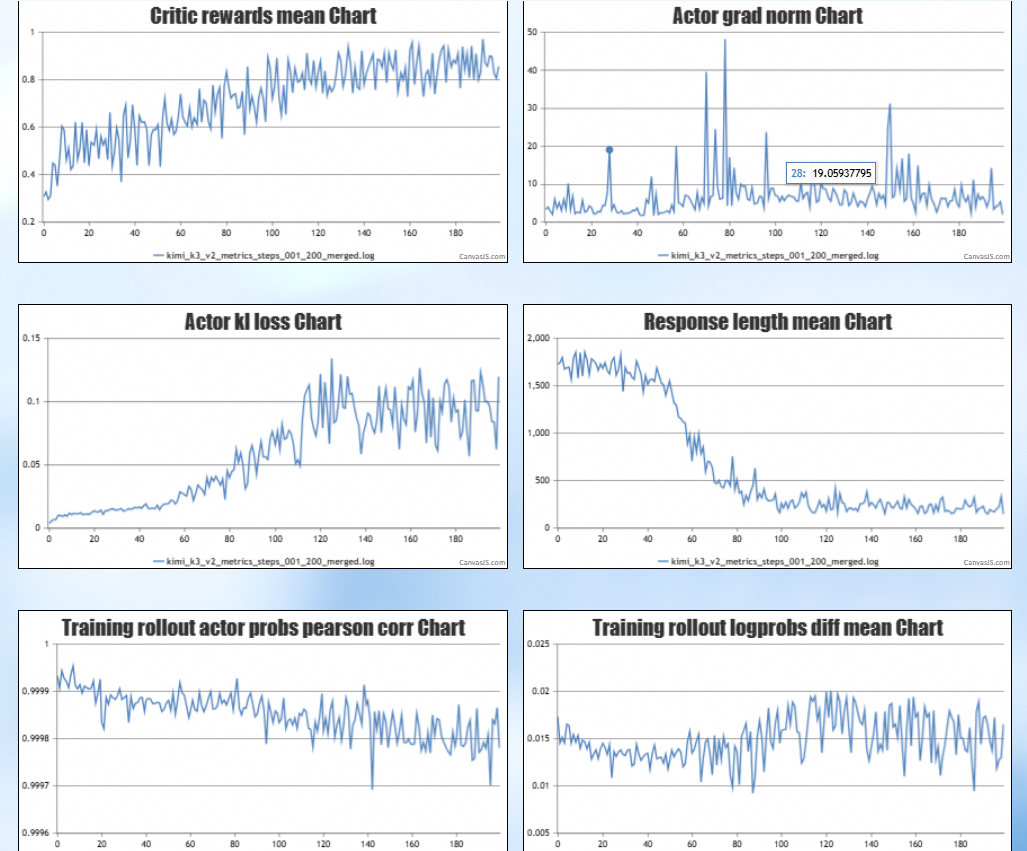 Critic rewards mean Chart
1
0.8
0.6
0.4
0.2
0 20 40 60 80 100 120 140 160 180
kimi_k3_v2_metrics_steps_001_200_merged.log
CanvasJS.com
Actor grad norm Chart
50
40
30
20
10
0
28: 19.05937795
0 20 40 60 80 100 120 140 160 180
kimi_k3_v2_metrics_steps_001_200_merged.log
CanvasJS.com
Actor kl loss Chart
0.15
0.1
0.05
0
0 20 40 60 80 100 120 140 160 180
kimi_k3_v2_metrics_steps_001_200_merged.log
CanvasJS.com
Response length mean Chart
2,000
1,500
1,000
500
0
0 20 40 60 80 100 120 140 160 180
kimi_k3_v2_metrics_steps_001_200_merged.log
CanvasJS.com
Training rollout actor probs pearson corr Chart
1
0.9999
0.9998
0.9997
0.9996
0 20 40 60 80 100 120 140 160 180
Training rollout logprobs diff mean Chart
0.025
0.02
0.015
0.01
0.005
0 20 40 60 80 100 120 140 160 180